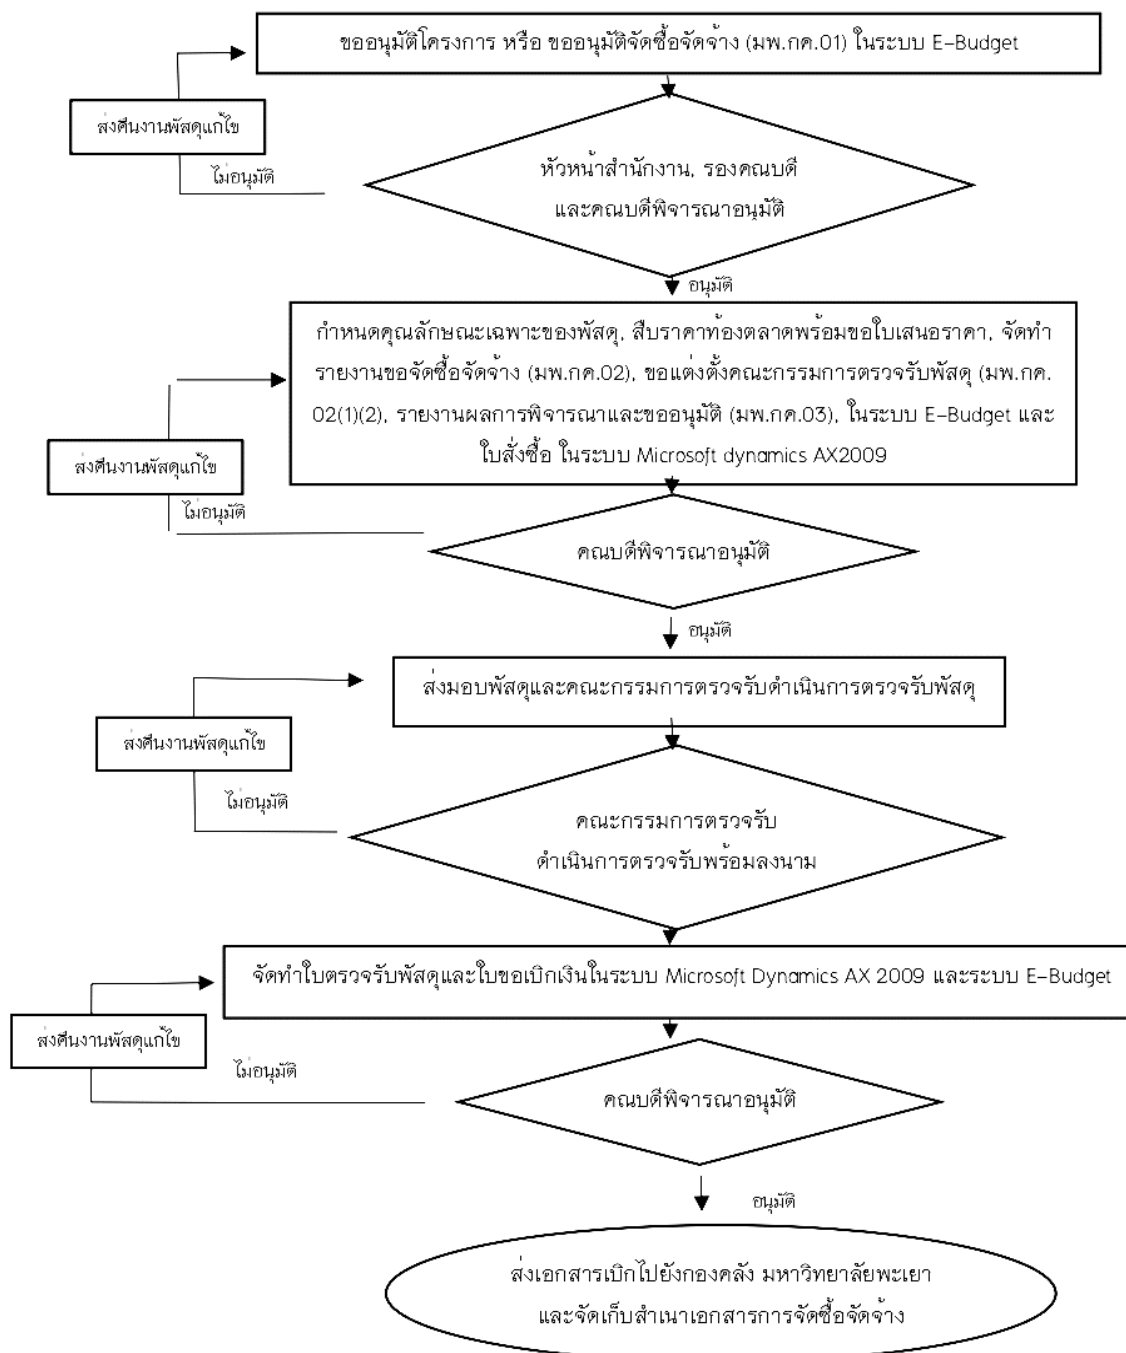 ขออนุมัติโครงการ หรือ ขออนุมัติจัดซื้อจัดจ้าง (มพ.กค.01) ในระบบ E-Budget
ส่งคืนงานพัสดุแก้ไข
ไม่อนุมัติ
หัวหน้าสำนักงาน, รองคณบดี
และคณบดีพิจารณาอนุมัติ
อนุมัติ
กำหนดคุณลักษณะเฉพาะของพัสดุ, สืบราคาท้องตลาดพร้อมขอใบเสนอราคา, จัดทำ
รายงานขอจัดซื้อจัดจ้าง (มพ.กค.02), ขอแต่งตั้งคณะกรรมการตรวจรับพัสดุ (มพ.กค.
02(1)(2), รายงานผลการพิจารณาและขออนุมัติ (มพ.กค.03), ในระบบ E-Budget และ
ใบสั่งซื้อ ในระบบ Microsoft dynamics AX2009
ส่งคืนงานพัสดุแก้ไข
ไม่อนุมัติ
คณบดีพิจารณาอนุมัติ
อนุมัติ
ส่งมอบพัสดุและคณะกรรมการตรวจรับดำเนินการตรวจรับพัสดุ
ส่งคืนงานพัสดุแก้ไข
ไม่อนุมัติ
คณะกรรมการตรวจรับ
ดำเนินการตรวจรับพร้อมลงนาม
จัดทำใบตรวจรับพัสดุและใบขอเบิกเงินในระบบ Microsoft Dynamics AX 2009 และระบบ E-Budget
ส่งคืนงานพัสดุแก้ไข
ไม่อนุมัติ
คณบดีพิจารณาอนุมัติ
อนุมัติ
ส่งเอกสารเบิกไปยังกองคลัง มหาวิทยาลัยพะเยา
และจัดเก็บสำเนาเอกสารการจัดซื้อจัดจ้าง